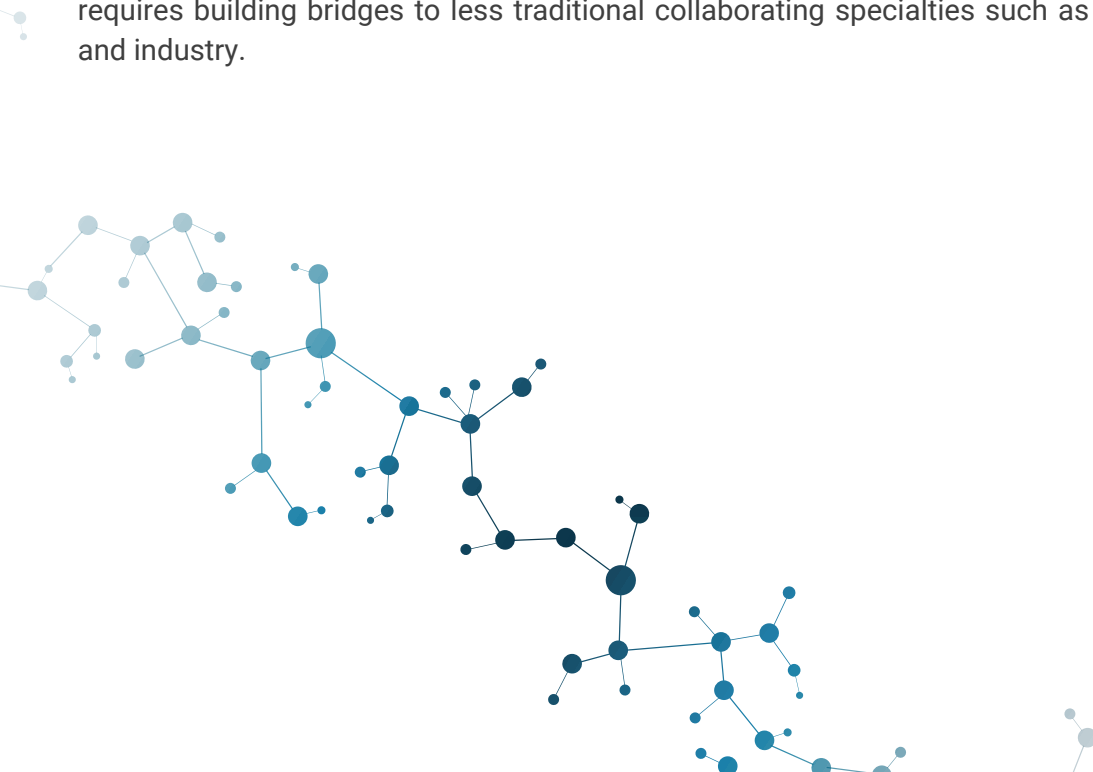 requires building bridges to less traditional collaborating specialties such as
and industry.